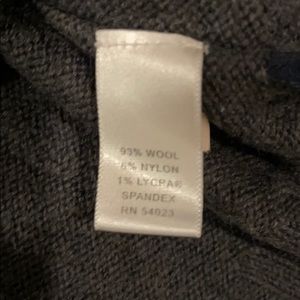 93% WOOL
6% NYLON
1% LYCRA®
SPANDEX
RN 54023